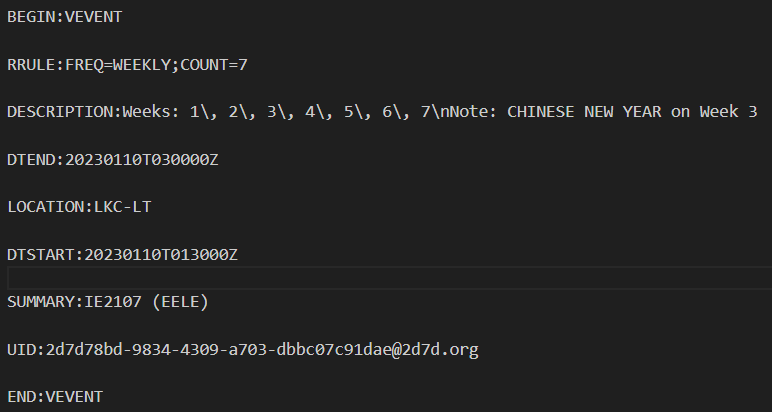 BEGIN:VEVENT
RRULE:FREQ=WEEKLY;COUNT=7
DESCRIPTION:Weeks: 1\, 2\, 3\, 4\, 5\, 6\, 7\nNote: CHINESE NEW YEAR on Week 3
DTEND:20230110T030000Z
LOCATION:LKC-LT
DTSTART:20230110T013000Z
SUMMARY:IE2107 (EELE)
UID:2d7d78bd-9834-4309-a703-dbbc07c91dae@2d7d.org
END:VEVENT